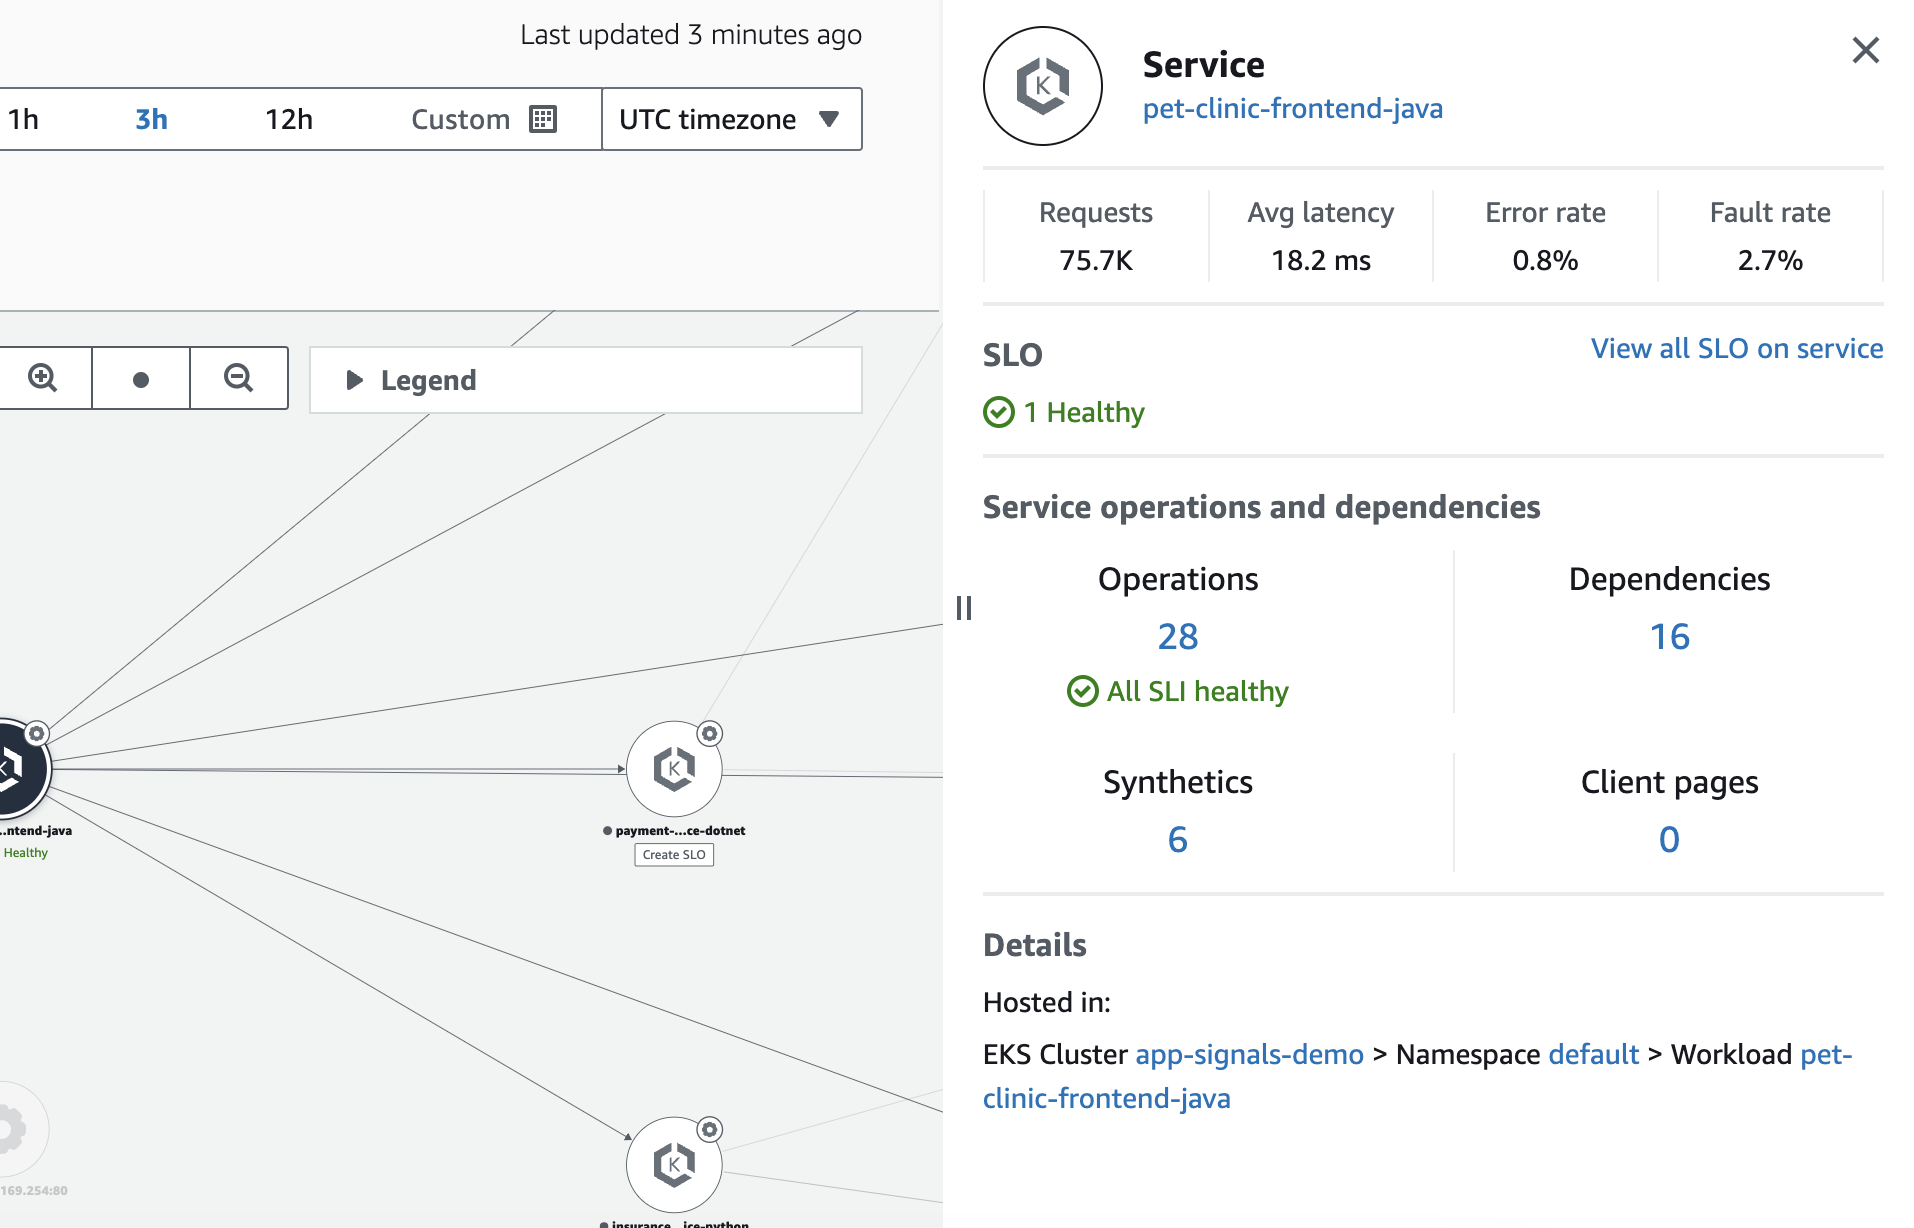 Last updated 3 minutes ago
1h 3h 12h Custom UTC timezone
Legend
...ntend-java
Healthy
payment-...ce-dotnet
Create SLO
169.254:80
insurance...ice-python
Service
pet-clinic-frontend-java
Requests Avg latency Error rate Fault rate
75.7K 18.2 ms 0.8% 2.7%
SLO View all SLO on service
1 Healthy
Service operations and dependencies
Operations Dependencies
28 16
All SLI healthy
Synthetics Client pages
6 0
Details
Hosted in:
EKS Cluster app-signals-demo > Namespace default > Workload pet-
clinic-frontend-java